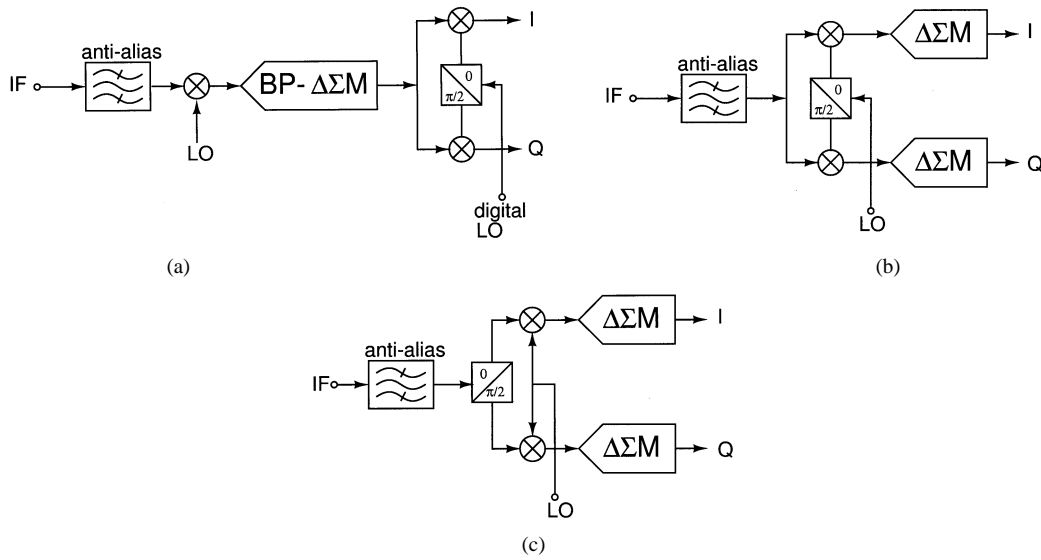 anti-alias
IF
BP-ΔΣM
0
π/2
I
Q
LO
digital
LO
(a)
anti-alias
IF
0
π/2
ΔΣM
I
ΔΣM
Q
LO
(b)
anti-alias
IF
0
π/2
ΔΣM
I
ΔΣM
Q
LO
(c)